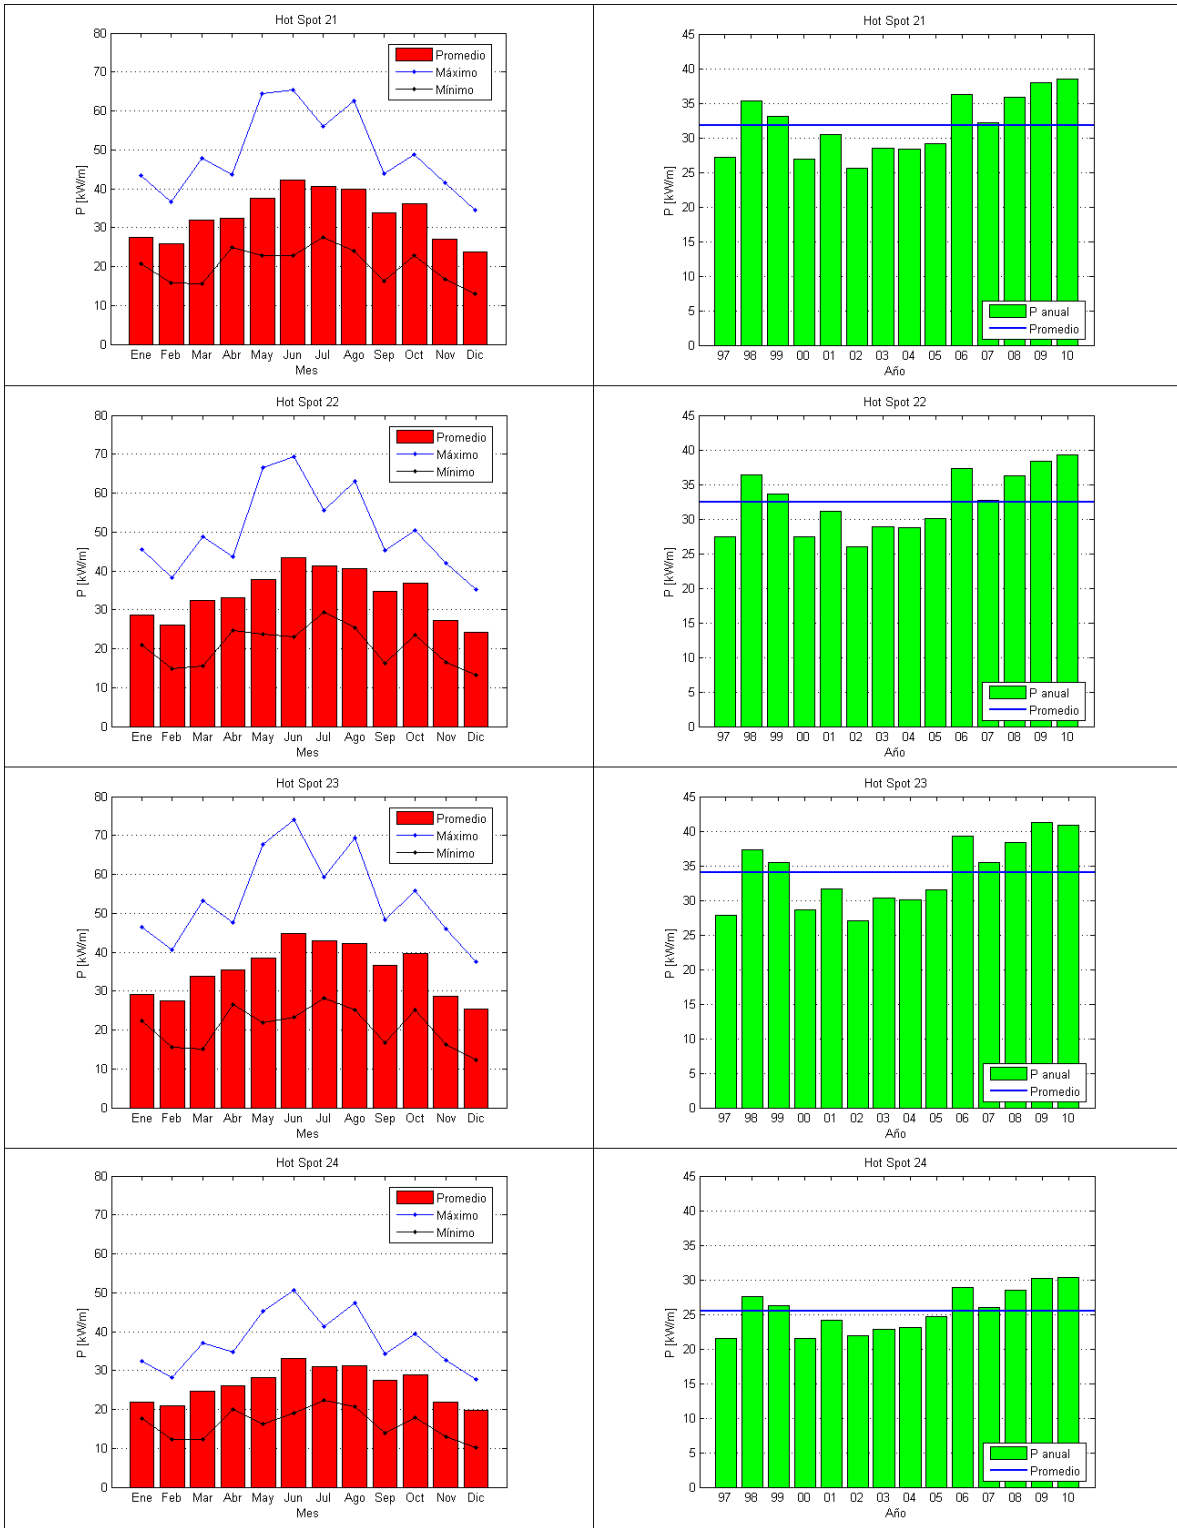 Hot Spot 21
80
70
60
50
40
30
20
10
0
P [kW/m]
Promedio
Máximo
Mínimo
Ene Feb Mar Abr May Jun Jul Ago Sep Oct Nov Dic
Mes
Hot Spot 21
45
40
35
30
25
20
15
10
5
0
P [kW/m]
P anual
Promedio
97 98 99 00 01 02 03 04 05 06 07 08 09 10
Año
Hot Spot 22
80
70
60
50
40
30
20
10
0
P [kW/m]
Promedio
Máximo
Mínimo
Ene Feb Mar Abr May Jun Jul Ago Sep Oct Nov Dic
Mes
Hot Spot 22
45
40
35
30
25
20
15
10
5
0
P [kW/m]
P anual
Promedio
97 98 99 00 01 02 03 04 05 06 07 08 09 10
Año
Hot Spot 23
80
70
60
50
40
30
20
10
0
P [kW/m]
Promedio
Máximo
Mínimo
Ene Feb Mar Abr May Jun Jul Ago Sep Oct Nov Dic
Mes
Hot Spot 23
45
40
35
30
25
20
15
10
5
0
P [kW/m]
P anual
Promedio
97 98 99 00 01 02 03 04 05 06 07 08 09 10
Año
Hot Spot 24
80
70
60
50
40
30
20
10
0
P [kW/m]
Promedio
Máximo
Mínimo
Ene Feb Mar Abr May Jun Jul Ago Sep Oct Nov Dic
Mes
Hot Spot 24
45
40
35
30
25
20
15
10
5
0
P [kW/m]
P anual
Promedio
97 98 99 00 01 02 03 04 05 06 07 08 09 10
Año